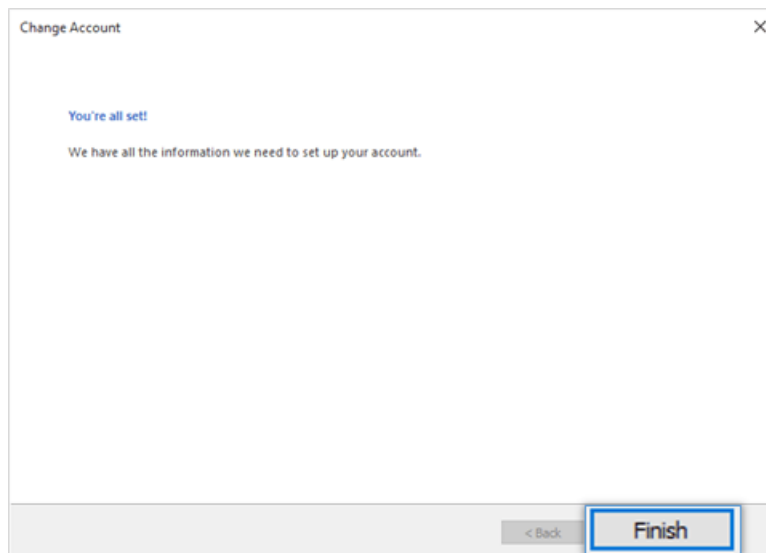 Change Account
You're all set!
We have all the information we need to set up your account.
< Back
Finish